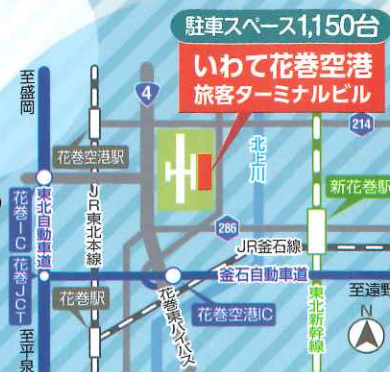 駐車スペース1,150台
いわて花巻空港
旅客ターミナルビル
至盛岡
4
214
花巻空港駅
北上川
新花巻駅
花巻IC
東北自動車道
JR東北本線
286
JR釜石線
花巻JCT
釜石自動車道
至遠野
花巻駅
花巻空港IC
花巻東バイパス
東北新幹線
至平泉
N